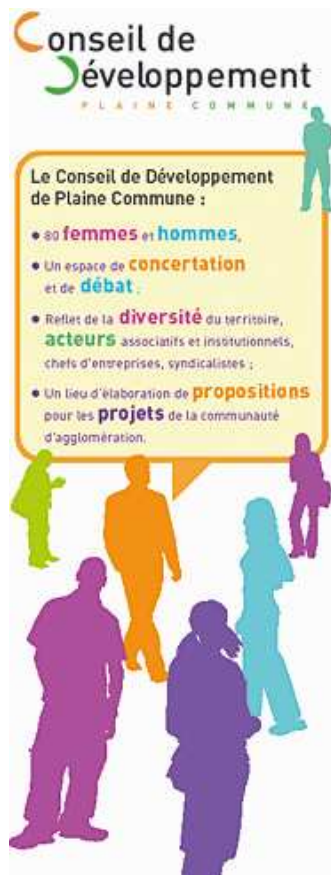 Conseil de
Développement
PLAINE COMMUNE
Le Conseil de Développement
de Plaine Commune :
• 80 femmes et hommes,
• Un espace de concertation
et de débat ;
• Reflet de la diversité du territoire,
acteurs associatifs et institutionnels,
chefs d'entreprises, syndicalistes ;
• Un lieu d'élaboration de propositions
pour les projets de la communauté
d'agglomération.